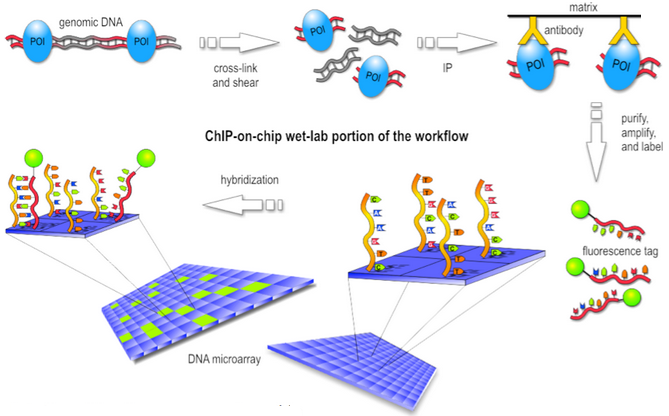 genomic DNA
POI
POI
cross-link
and shear
POI
POI
IP
matrix
antibody
POI
POI
purify,
amplify,
and label
ChIP-on-chip wet-lab portion of the workflow
hybridization
fluorescence tag
DNA microarray